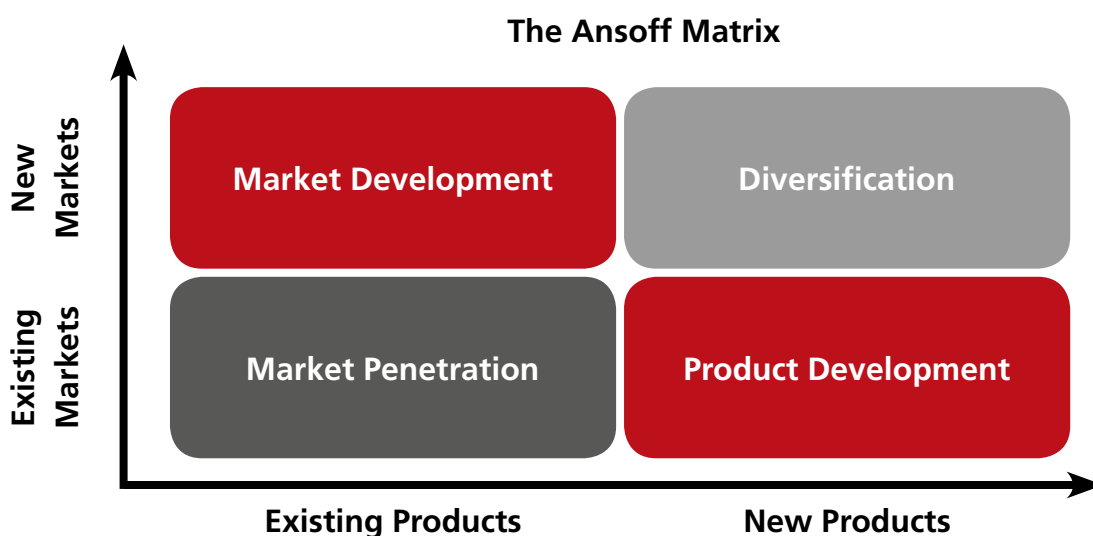 The Ansoff Matrix
New
Markets
Market Development
Diversification
Existing
Markets
Market Penetration
Product Development
Existing Products
New Products